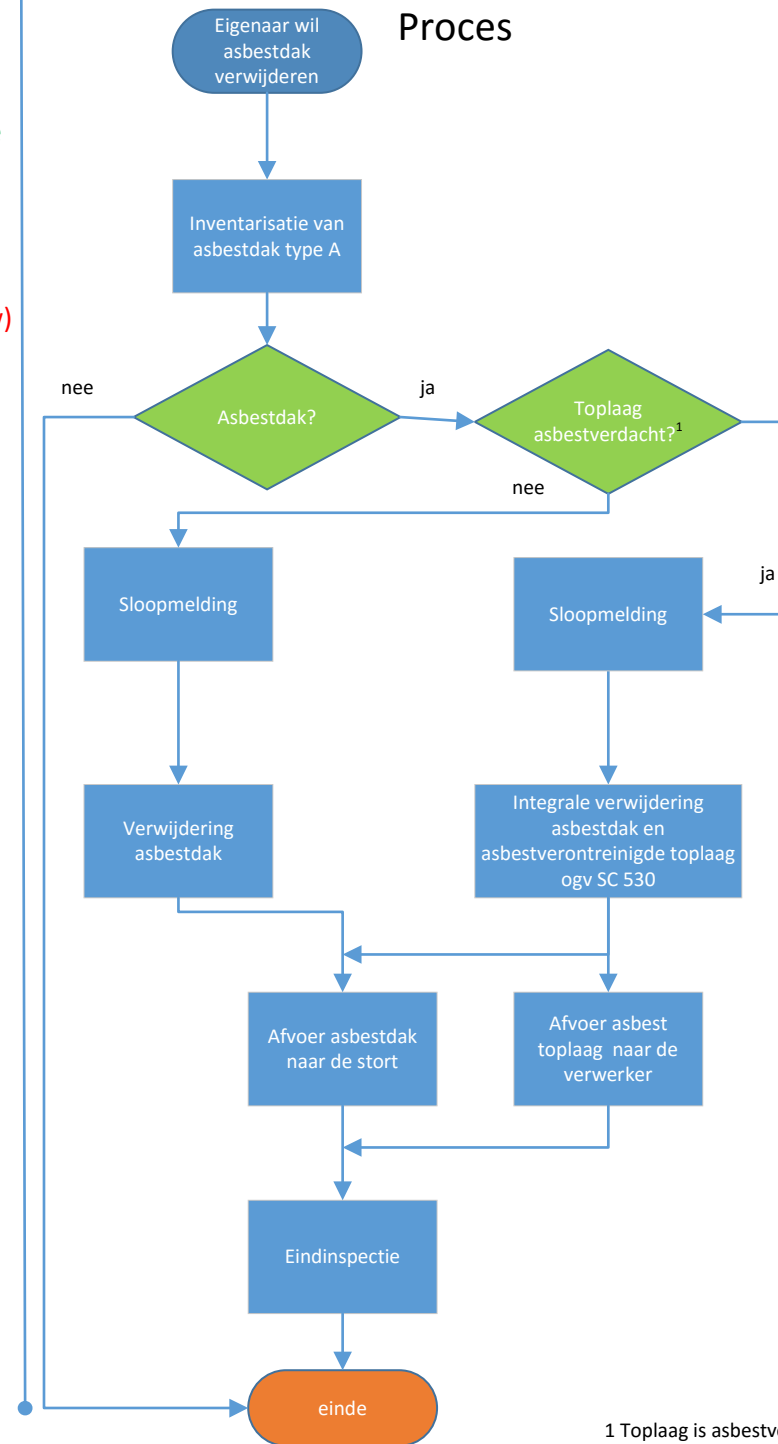 Proces
Eigenaar wil
asbestdak
verwijderen
Inventarisatie van
asbestdak type A
nee
Asbestdak?
ja
Toplaag
asbestverdacht?¹
nee
ja
Sloopmelding
Sloopmelding
Verwijdering
asbestdak
Integrale verwijdering
asbestdak en
asbestverontreinigde toplaag
ogv SC 530
Afvoer asbestdak
naar de stort
Afvoer asbest
toplaag naar de
verwerker
Eindinspectie
einde
1 Toplaag is